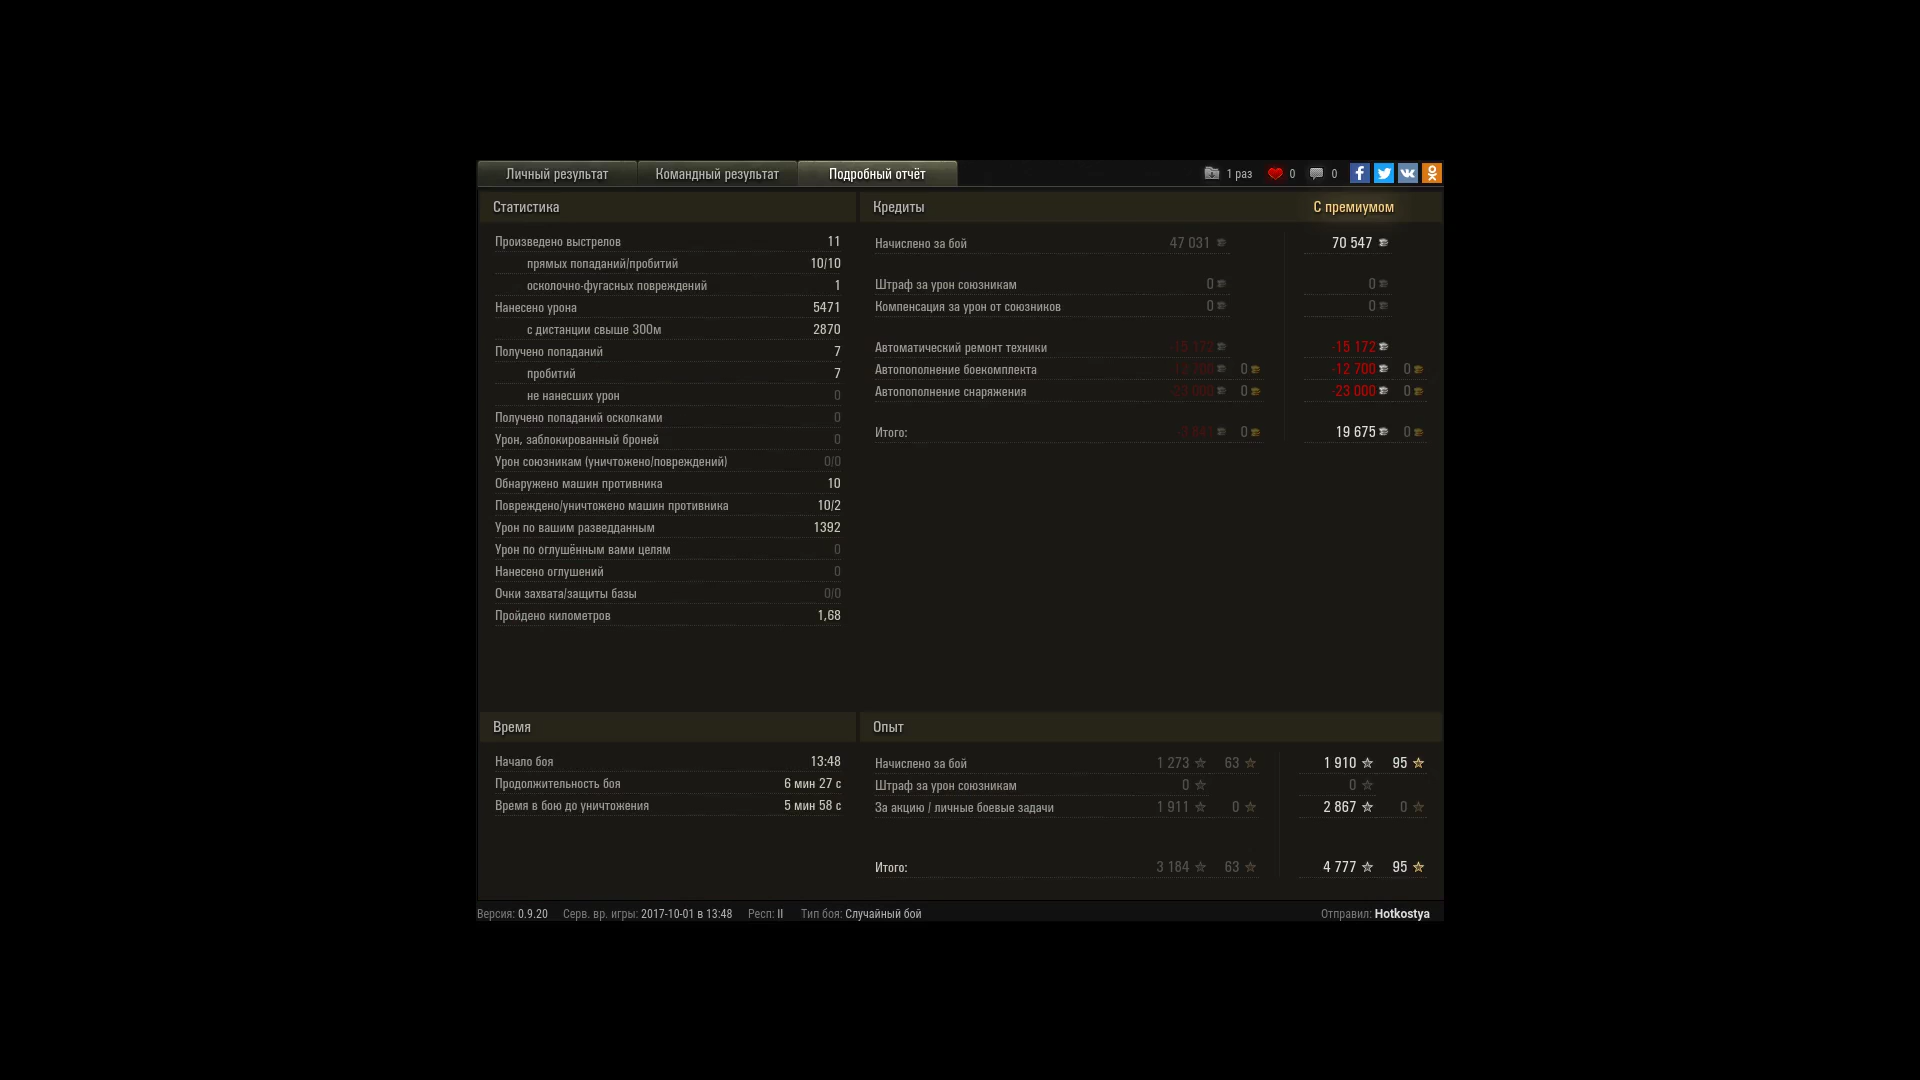 Личный результат Командный результат Подробный отчёт 1 раз 0 0
Статистика
Произведено выстрелов 11
прямых попаданий/пробитий 10/10
осколочно-фугасных повреждений 1
Нанесено урона 5471
с дистанции свыше 300м 2870
Получено попаданий 7
пробитий 7
не нанесших урон 0
Получено попаданий осколками 0
Урон, заблокированный броней 0
Урон союзникам (уничтожено/повреждений) 0/0
Обнаружено машин противника 10
Повреждено/уничтожено машин противника 10/2
Урон по вашим разведданным 1392
Урон по оглушённым вами целям 0
Нанесено оглушений 0
Очки захвата/защиты базы 0/0
Пройдено километров 1,68
Кредиты С премиумом
Начислено за бой 47 031 70 547
Штраф за урон союзникам 0 0
Компенсация за урон от союзников 0 0
Автоматический ремонт техники -15 172 -15 172
Автопополнение боекомплекта -12 700 0 -12 700 0
Автопополнение снаряжения -23 000 0 -23 000 0
Итого: -3 841 0 19 675 0
Время
Начало боя 13:48
Продолжительность боя 6 мин 27 с
Время в бою до уничтожения 5 мин 58 с
Опыт
Начислено за бой 1 273 63 1 910 95
Штраф за урон союзникам 0 0
За акцию / личные боевые задачи 1 911 0 2 867 0
Итого: 3 184 63 4 777 95
Версия: 0.9.20 Серв. вр. игры: 2017-10-01 в 13:48 Респ: II Тип боя: Случайный бой Отправил: Hotkostya